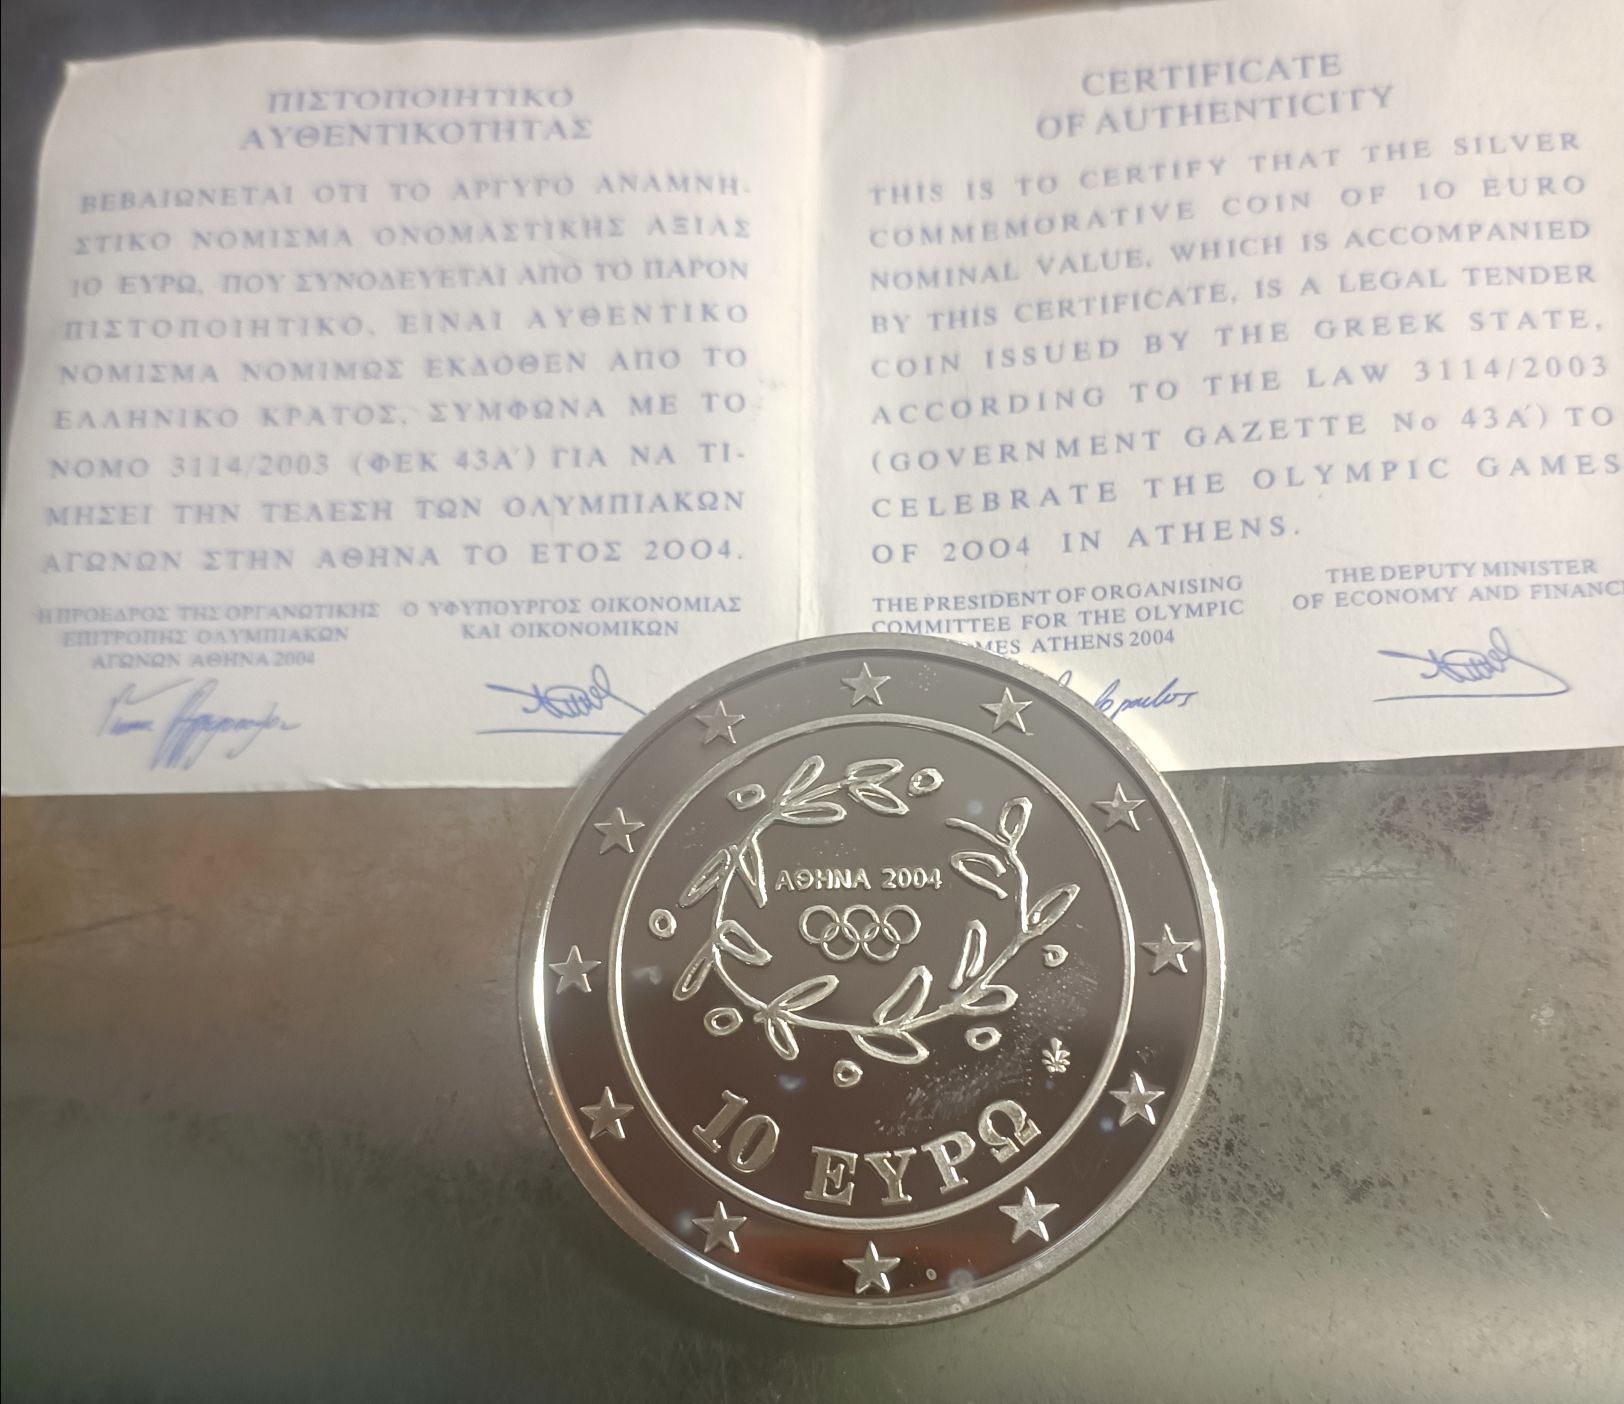 ΠΙΣΤΟΠΟΙΗΤΙΚΟ
ΑΥΘΕΝΤΙΚΟΤΗΤΑΣ
ΒΕΒΑΙΩΝΕΤΑΙ ΟΤΙ ΤΟ ΑΡΓΥΡΟ ΑΝΑΜΝΗ-
ΣΤΙΚΟ ΝΟΜΙΣΜΑ ΟΝΟΜΑΣΤΙΚΗΣ ΑΞΙΑΣ
10 ΕΥΡΩ, ΠΟΥ ΣΥΝΟΔΕΥΕΤΑΙ ΑΠΟ ΤΟ ΠΑΡΟΝ
ΠΙΣΤΟΠΟΙΗΤΙΚΟ, ΕΙΝΑΙ ΑΥΘΕΝΤΙΚΟ
ΝΟΜΙΣΜΑ ΝΟΜΙΜΩΣ ΕΚΔΟΘΕΝ ΑΠΟ ΤΟ
ΕΛΛΗΝΙΚΟ ΚΡΑΤΟΣ, ΣΥΜΦΩΝΑ ΜΕ ΤΟ
ΝΟΜΟ 3114/2003 (ΦΕΚ 43Α΄) ΓΙΑ ΝΑ ΤΙ-
ΜΗΣΕΙ ΤΗΝ ΤΕΛΕΣΗ ΤΩΝ ΟΛΥΜΠΙΑΚΩΝ
ΑΓΩΝΩΝ ΣΤΗΝ ΑΘΗΝΑ ΤΟ ΕΤΟΣ 2004.
Η ΠΡΟΕΔΡΟΣ ΤΗΣ ΟΡΓΑΝΩΤΙΚΗΣ
ΕΠΙΤΡΟΠΗΣ ΟΛΥΜΠΙΑΚΩΝ
ΑΓΩΝΩΝ ΑΘΗΝΑ 2004
Ο ΥΦΥΠΟΥΡΓΟΣ ΟΙΚΟΝΟΜΙΑΣ
ΚΑΙ ΟΙΚΟΝΟΜΙΚΩΝ
CERTIFICATE
OF AUTHENTICITY
THIS IS TO CERTIFY THAT THE SILVER
COMMEMORATIVE COIN OF 10 EURO
NOMINAL VALUE, WHICH IS ACCOMPANIED
BY THIS CERTIFICATE, IS A LEGAL TENDER
COIN ISSUED BY THE GREEK STATE,
ACCORDING TO THE LAW 3114/2003
(GOVERNMENT GAZETTE No 43A΄) TO
CELEBRATE THE OLYMPIC GAMES
OF 2004 IN ATHENS.
THE PRESIDENT OF ORGANISING
COMMITTEE FOR THE OLYMPIC
MES ATHENS 2004
THE DEPUTY MINISTER
OF ECONOMY AND FINANCE
ΑΘΗΝΑ 2004
10 ΕΥΡΩ